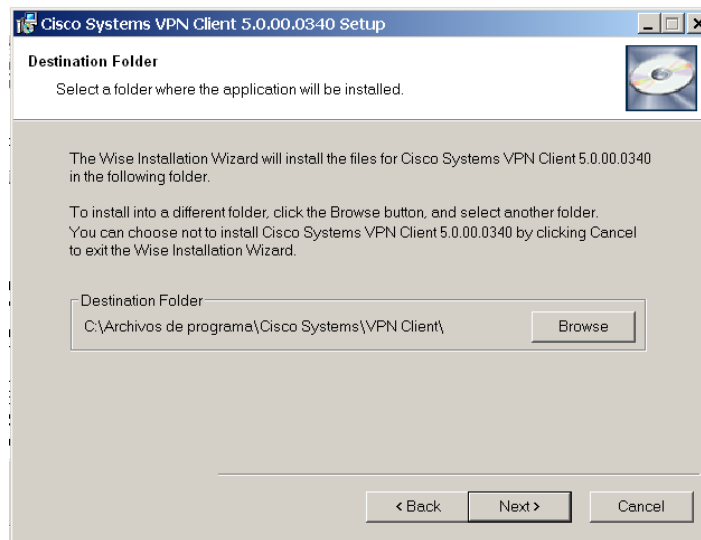 Cisco Systems VPN Client 5.0.00.0340 Setup
Destination Folder
Select a folder where the application will be installed.
The Wise Installation Wizard will install the files for Cisco Systems VPN Client 5.0.00.0340
in the following folder.
To install into a different folder, click the Browse button, and select another folder.
You can choose not to install Cisco Systems VPN Client 5.0.00.0340 by clicking Cancel
to exit the Wise Installation Wizard.
Destination Folder
C:\Archivos de programa\Cisco Systems\VPN Client\
Browse
< Back
Next >
Cancel